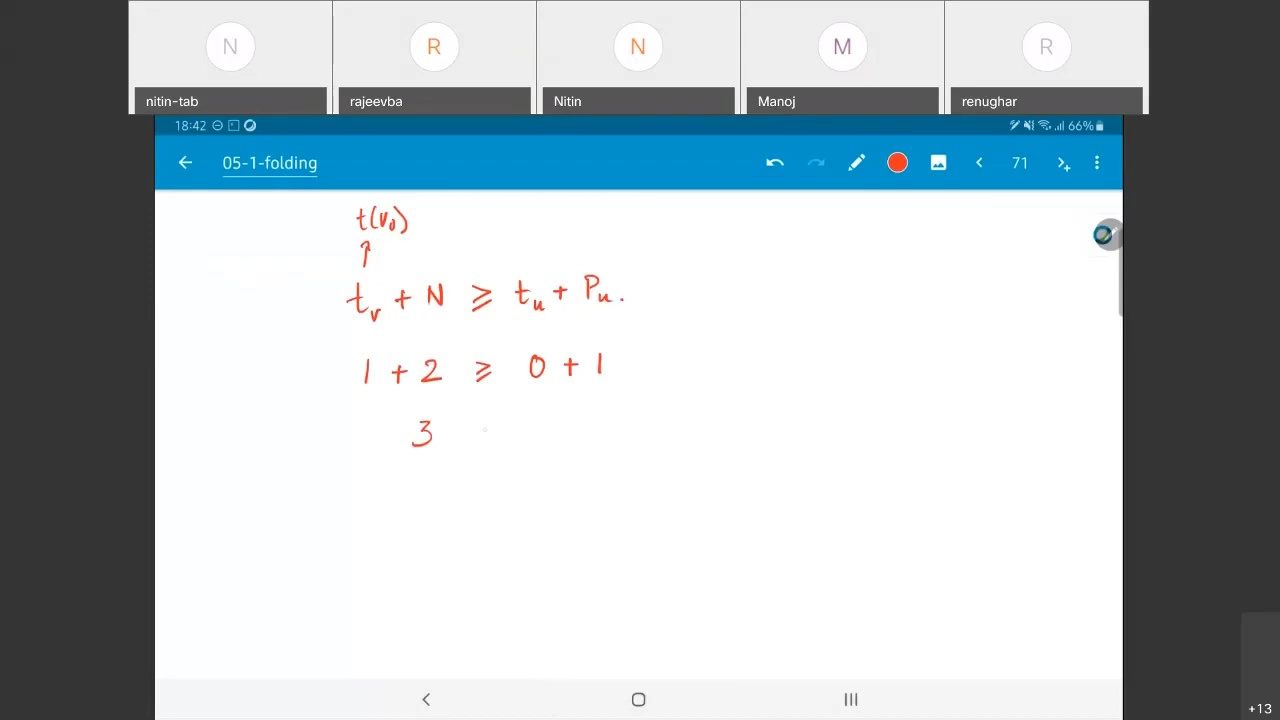 N R N M R
nitin-tab rajeevba Nitin Manoj renughar
18:42 66%
05-1-folding 71
t(v₀)
↑
tᵥ + N ⩾ tᵤ + Pᵤ.
1 + 2 ⩾ 0 + 1
3
+13